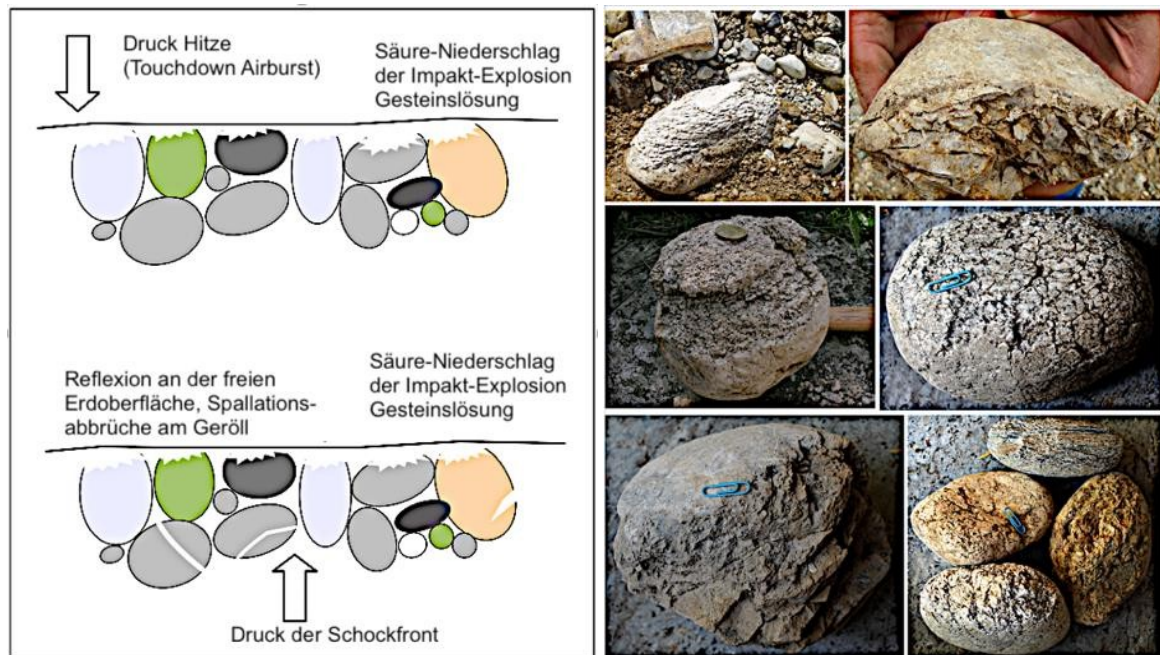 Druck Hitze
(Touchdown Airburst)
Säure-Niederschlag
der Impakt-Explosion
Gesteinslösung
Reflexion an der freien
Erdoberfläche, Spallations-
abbrüche am Geröll
Säure-Niederschlag
der Impakt-Explosion
Gesteinslösung
Druck der Schockfront